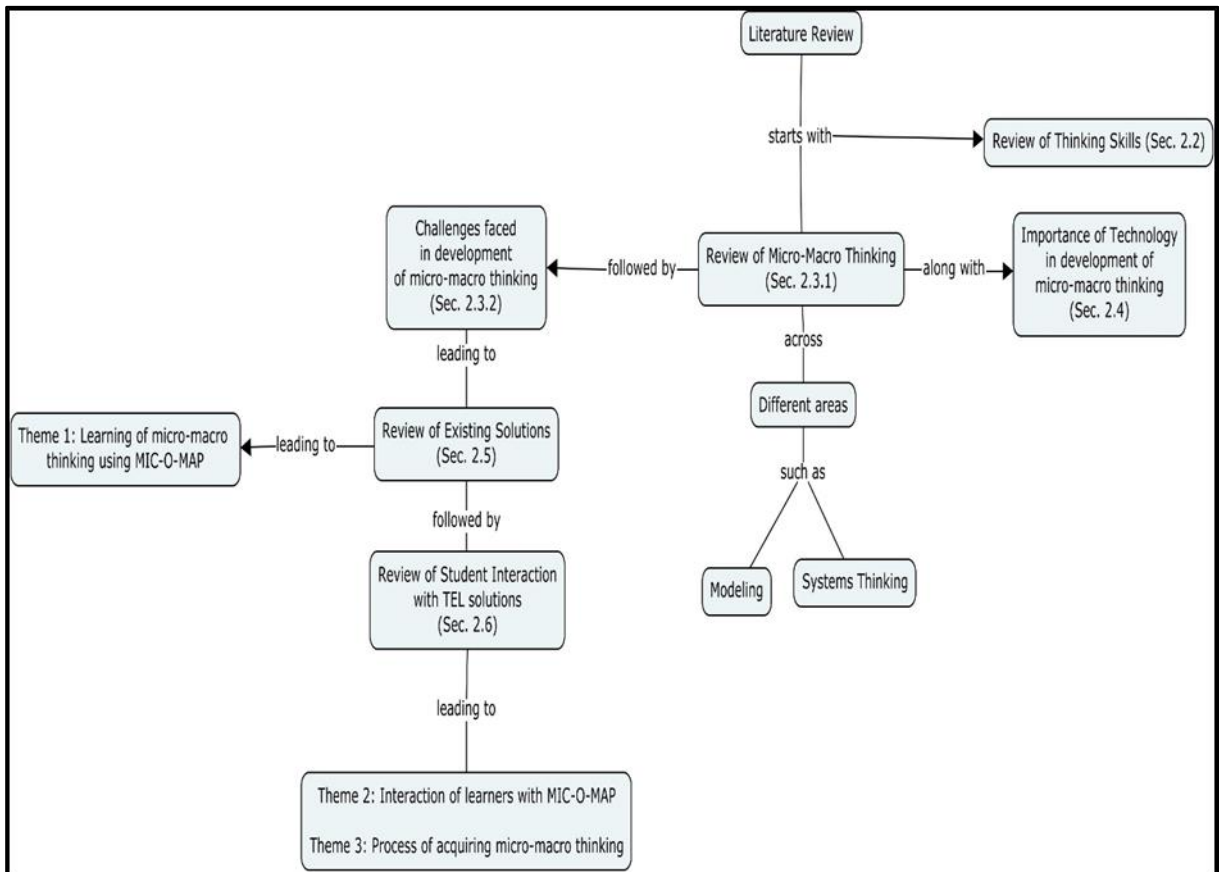 Literature Review
starts with
Review of Thinking Skills (Sec. 2.2)
Challenges faced
in development
of micro-macro thinking
(Sec. 2.3.2)
followed by
Review of Micro-Macro Thinking
(Sec. 2.3.1)
along with
Importance of Technology
in development of
micro-macro thinking
(Sec. 2.4)
leading to
across
Different areas
Theme 1: Learning of micro-macro
thinking using MIC-O-MAP
leading to
Review of Existing Solutions
(Sec. 2.5)
such as
followed by
Modeling
Systems Thinking
Review of Student Interaction
with TEL solutions
(Sec. 2.6)
leading to
Theme 2: Interaction of learners with MIC-O-MAP
Theme 3: Process of acquiring micro-macro thinking